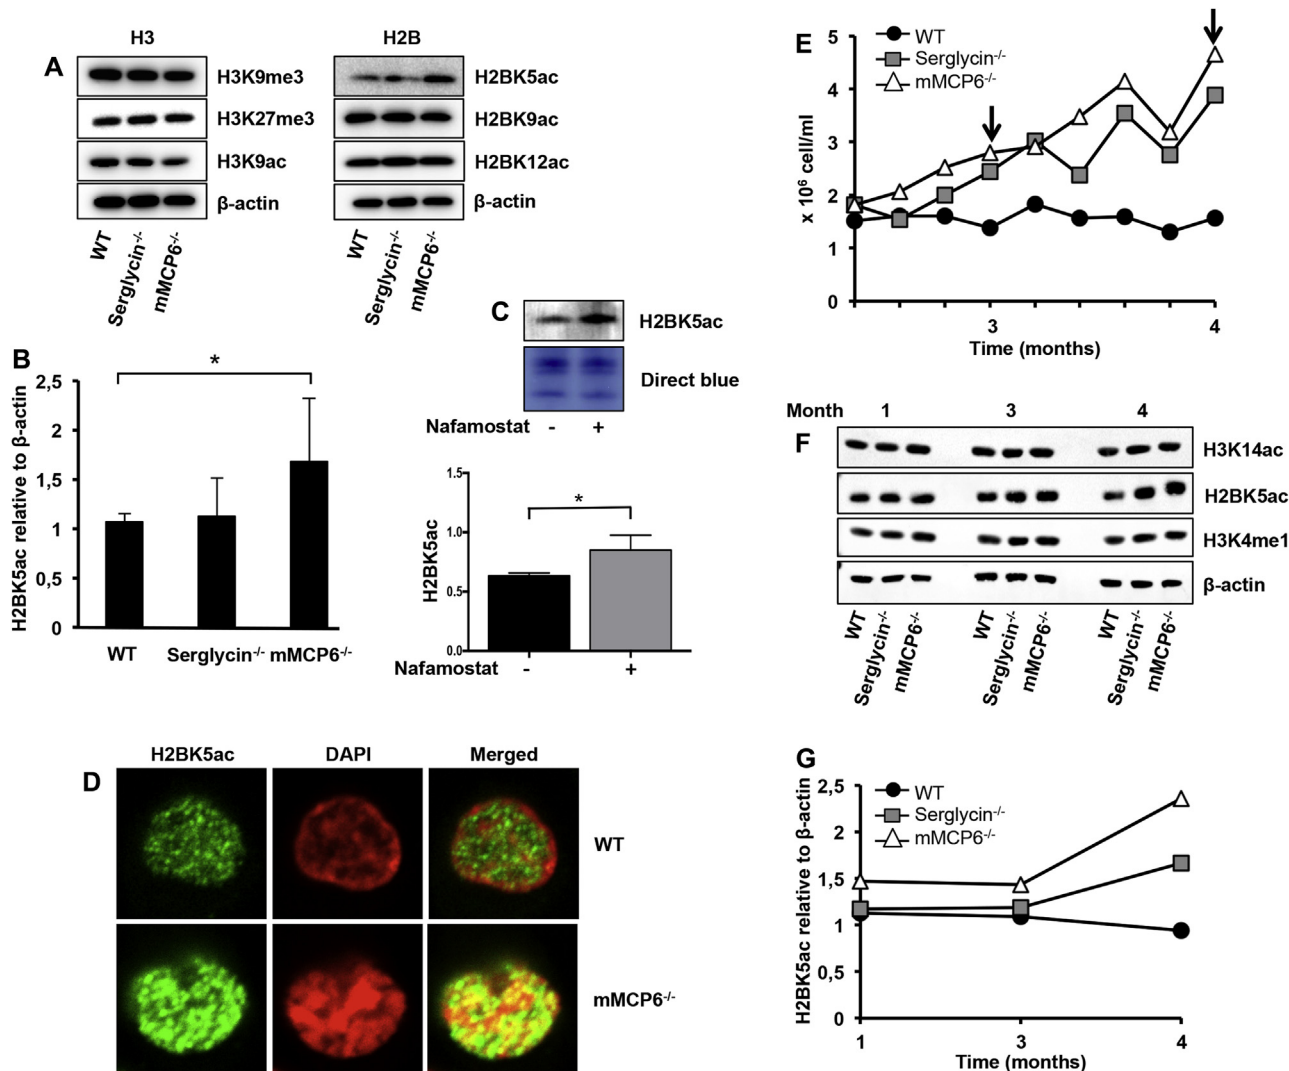 A
H3
H3K9me3
H3K27me3
H3K9ac
β-actin
WT
Serglycin-/-
mMCP6-/-
H2B
H2BK5ac
H2BK9ac
H2BK12ac
β-actin
WT
Serglycin-/-
mMCP6-/-
B
*
H2BK5ac relative to β-actin
2,5
2
1,5
1
0,5
0
WT Serglycin-/- mMCP6-/-
C
H2BK5ac
Direct blue
Nafamostat - +
*
H2BK5ac
1.5
1.0
0.5
0.0
Nafamostat - +
D
H2BK5ac DAPI Merged
WT
mMCP6-/-
E
WT
Serglycin-/-
mMCP6-/-
x 10⁶ cell/ml
5
4
3
2
1
0
3 4
Time (months)
F
Month 1 3 4
H3K14ac
H2BK5ac
H3K4me1
β-actin
WT
Serglycin-/-
mMCP6-/-
WT
Serglycin-/-
mMCP6-/-
WT
Serglycin-/-
mMCP6-/-
G
WT
Serglycin-/-
mMCP6-/-
H2BK5ac relative to β-actin
2,5
2
1,5
1
0,5
0
1 3 4
Time (months)